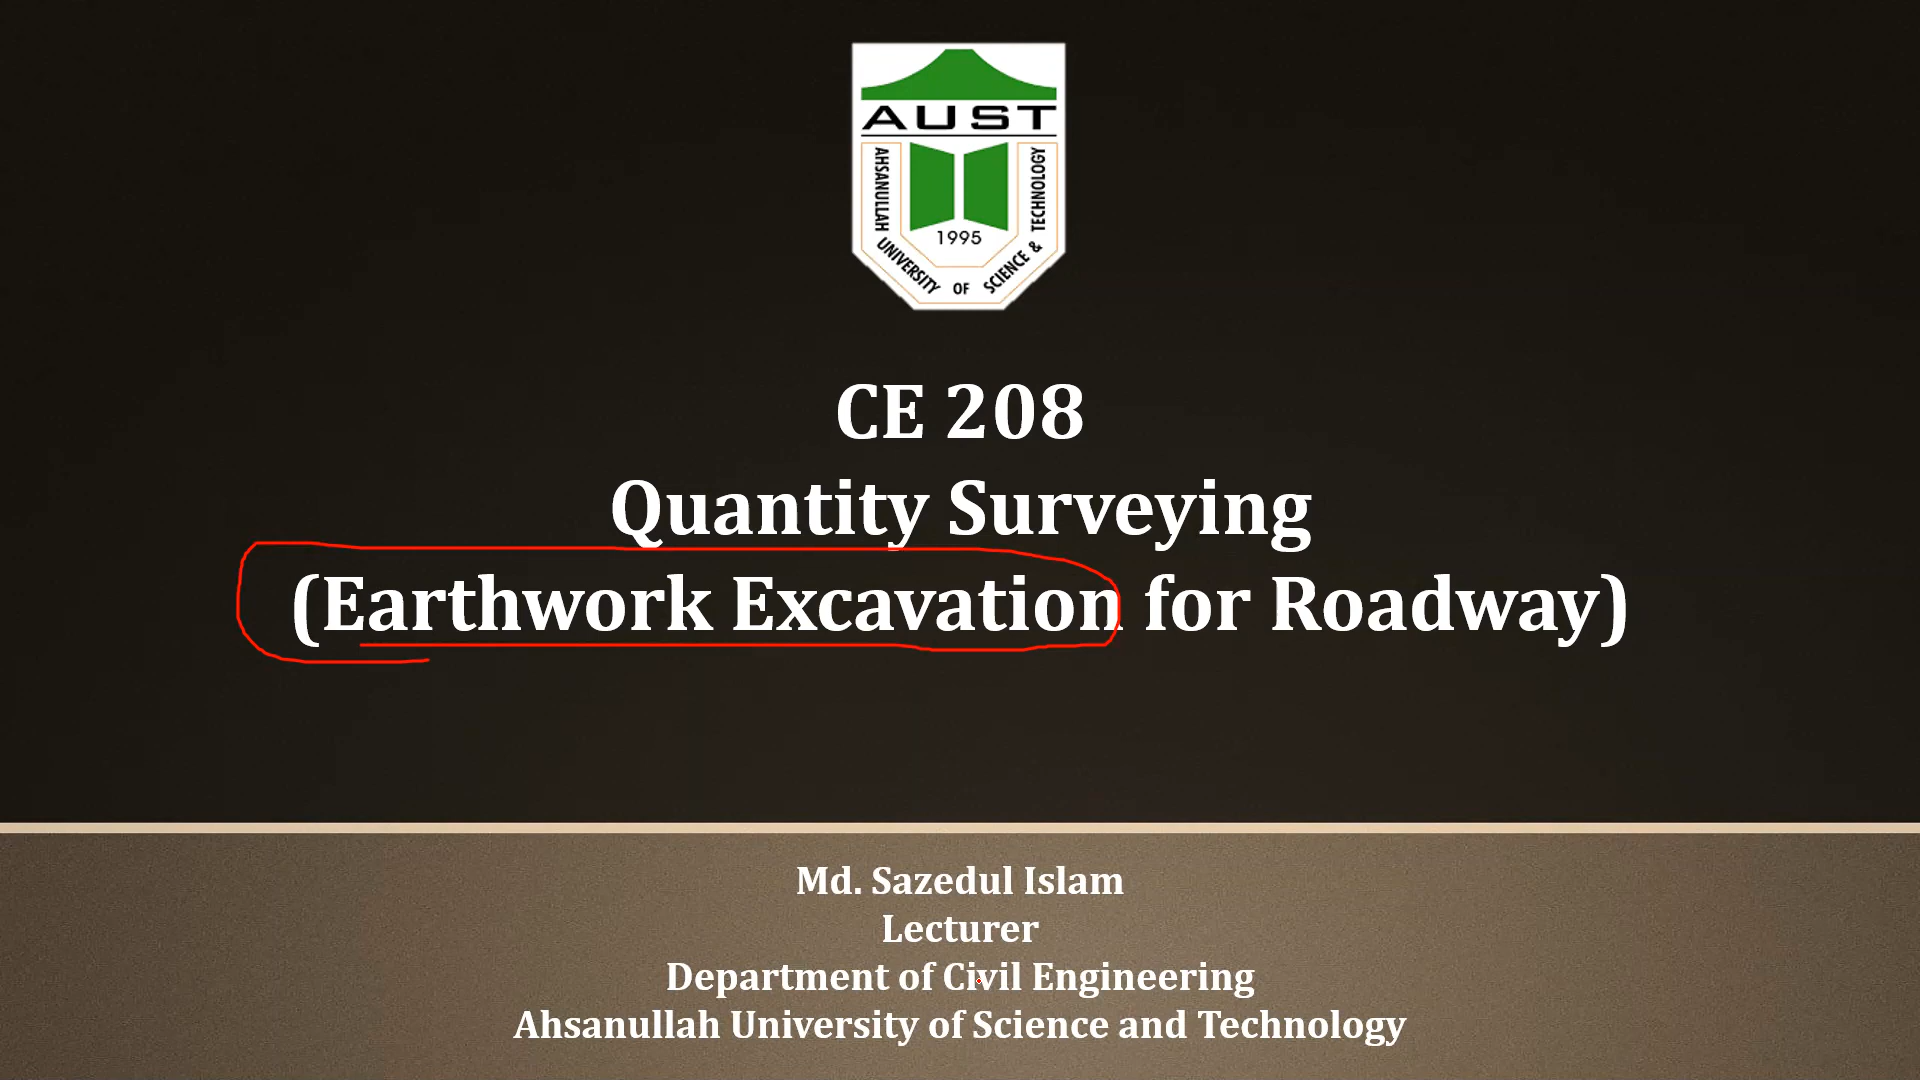 AUST
AHSANULLAH UNIVERSITY OF SCIENCE & TECHNOLOGY
1995
CE 208
Quantity Surveying
(Earthwork Excavation for Roadway)
Md. Sazedul Islam
Lecturer
Department of Civil Engineering
Ahsanullah University of Science and Technology